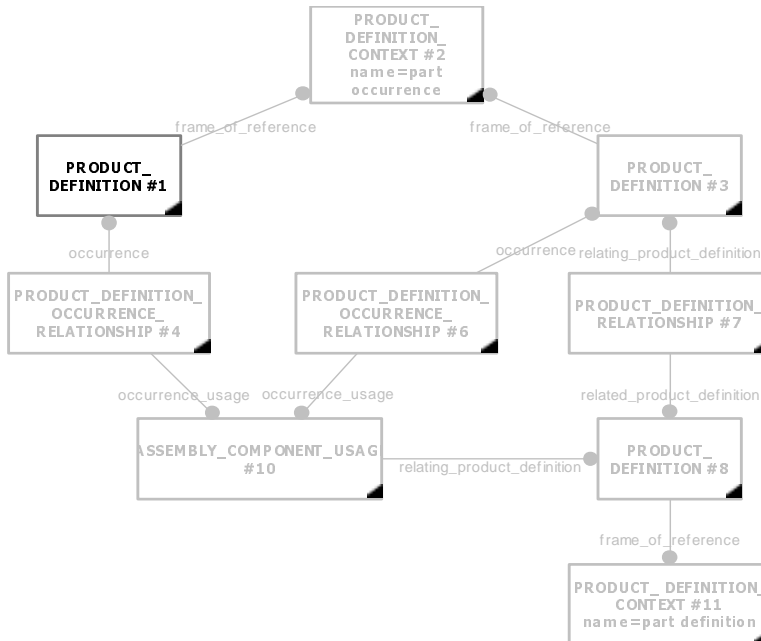 PRODUCT_
DEFINITION_
CONTEXT #2
name=part
occurrence
frame_of_reference
frame_of_reference
PRODUCT_
DEFINITION #1
PRODUCT_
DEFINITION #3
occurrence
occurrence
relating_product_definition
PRODUCT_DEFINITION_
OCCURRENCE_
RELATIONSHIP #4
PRODUCT_DEFINITION_
OCCURRENCE_
RELATIONSHIP #6
PRODUCT_DEFINITION_
RELATIONSHIP #7
occurrence_usage
occurrence_usage
related_product_definition
ASSEMBLY_COMPONENT_USAGE
#10
relating_product_definition
PRODUCT_
DEFINITION #8
frame_of_reference
PRODUCT_ DEFINITION_
CONTEXT #11
name=part definition